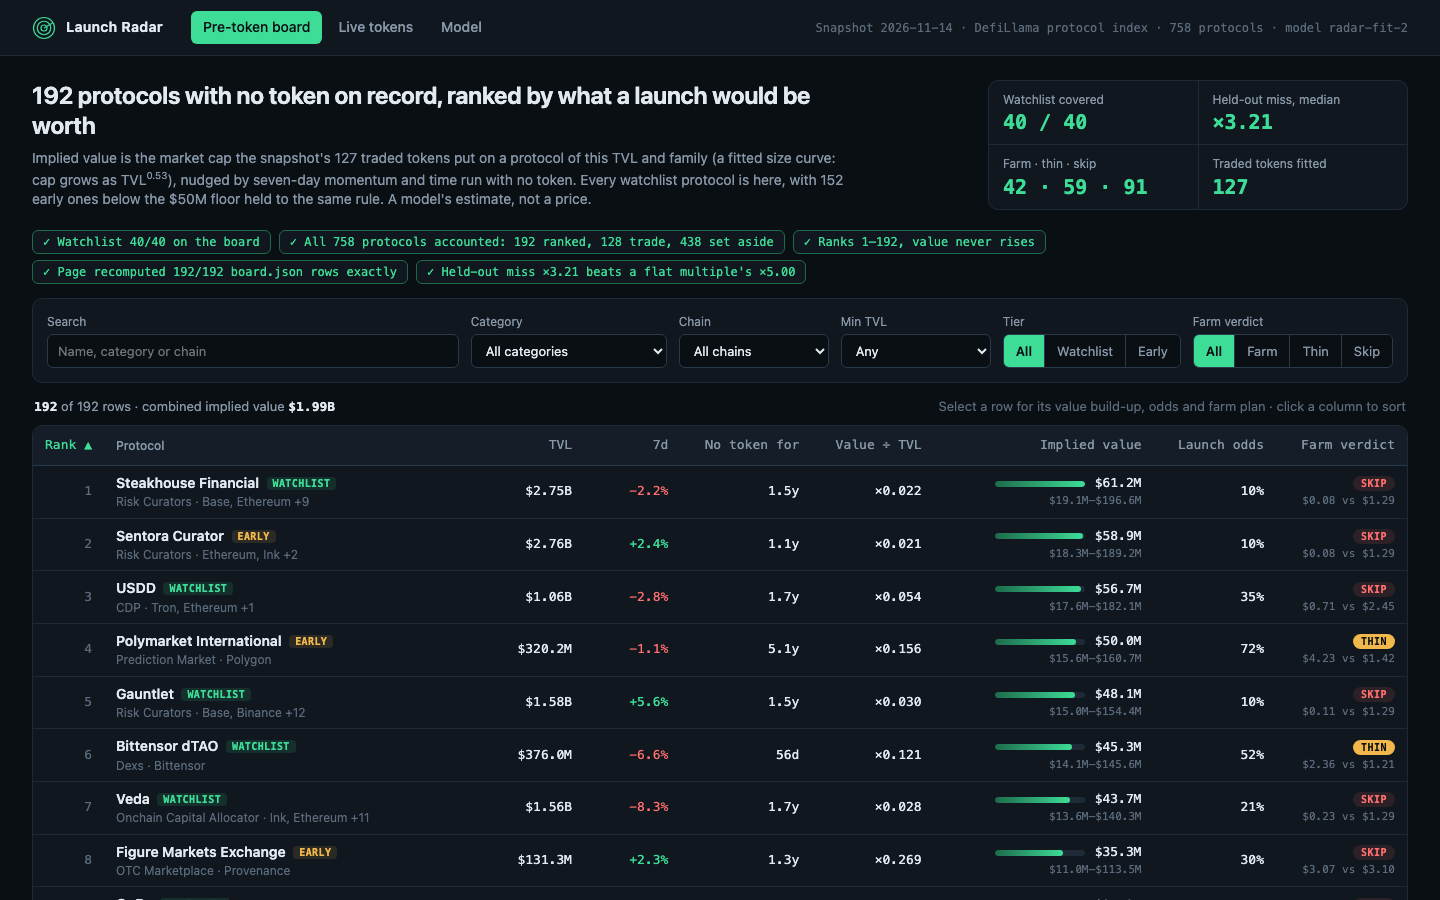 Launch Radar
Pre-token board
Live tokens
Model
Snapshot 2026-11-14 · DefiLlama protocol index · 758 protocols · model radar-fit-2
192 protocols with no token on record, ranked by what a launch would be
worth
Implied value is the market cap the snapshot's 127 traded tokens put on a protocol of this TVL and family (a fitted size curve:
cap grows as TVL0.53), nudged by seven-day momentum and time run with no token. Every watchlist protocol is here, with 152
early ones below the $50M floor held to the same rule. A model's estimate, not a price.
Watchlist covered
40 / 40
Held-out miss, median
×3.21
Farm · thin · skip
42 · 59 · 91
Traded tokens fitted
127
✓ Watchlist 40/40 on the board
✓ All 758 protocols accounted: 192 ranked, 128 trade, 438 set aside
✓ Ranks 1–192, value never rises
✓ Page recomputed 192/192 board.json rows exactly
✓ Held-out miss ×3.21 beats a flat multiple's ×5.00
Search
Name, category or chain
Category
All categories
Chain
All chains
Min TVL
Any
Tier
All Watchlist Early
Farm verdict
All Farm Thin Skip
192 of 192 rows · combined implied value $1.99B
Select a row for its value build-up, odds and farm plan · click a column to sort
Rank ▲ Protocol TVL 7d No token for Value ÷ TVL Implied value Launch odds Farm verdict
1 Steakhouse Financial WATCHLIST $2.75B −2.2% 1.5y ×0.022 $61.2M 10% SKIP
Risk Curators · Base, Ethereum +9 $19.1M–$196.6M $0.08 vs $1.29
2 Sentora Curator EARLY $2.76B +2.4% 1.1y ×0.021 $58.9M 10% SKIP
Risk Curators · Ethereum, Ink +2 $18.3M–$189.2M $0.08 vs $1.29
3 USDD WATCHLIST $1.06B −2.8% 1.7y ×0.054 $56.7M 35% SKIP
CDP · Tron, Ethereum +1 $17.6M–$182.1M $0.71 vs $2.45
4 Polymarket International EARLY $320.2M −1.1% 5.1y ×0.156 $50.0M 72% THIN
Prediction Market · Polygon $15.6M–$160.7M $4.23 vs $1.42
5 Gauntlet WATCHLIST $1.58B +5.6% 1.5y ×0.030 $48.1M 10% SKIP
Risk Curators · Base, Binance +12 $15.0M–$154.4M $0.11 vs $1.29
6 Bittensor dTAO WATCHLIST $376.0M −6.6% 56d ×0.121 $45.3M 52% THIN
Dexs · Bittensor $14.1M–$145.6M $2.36 vs $1.21
7 Veda WATCHLIST $1.56B −8.3% 1.7y ×0.028 $43.7M 21% SKIP
Onchain Capital Allocator · Ink, Ethereum +11 $13.6M–$140.3M $0.23 vs $1.29
8 Figure Markets Exchange EARLY $131.3M +2.3% 1.3y ×0.269 $35.3M 30% SKIP
OTC Marketplace · Provenance $11.0M–$113.5M $3.07 vs $3.10